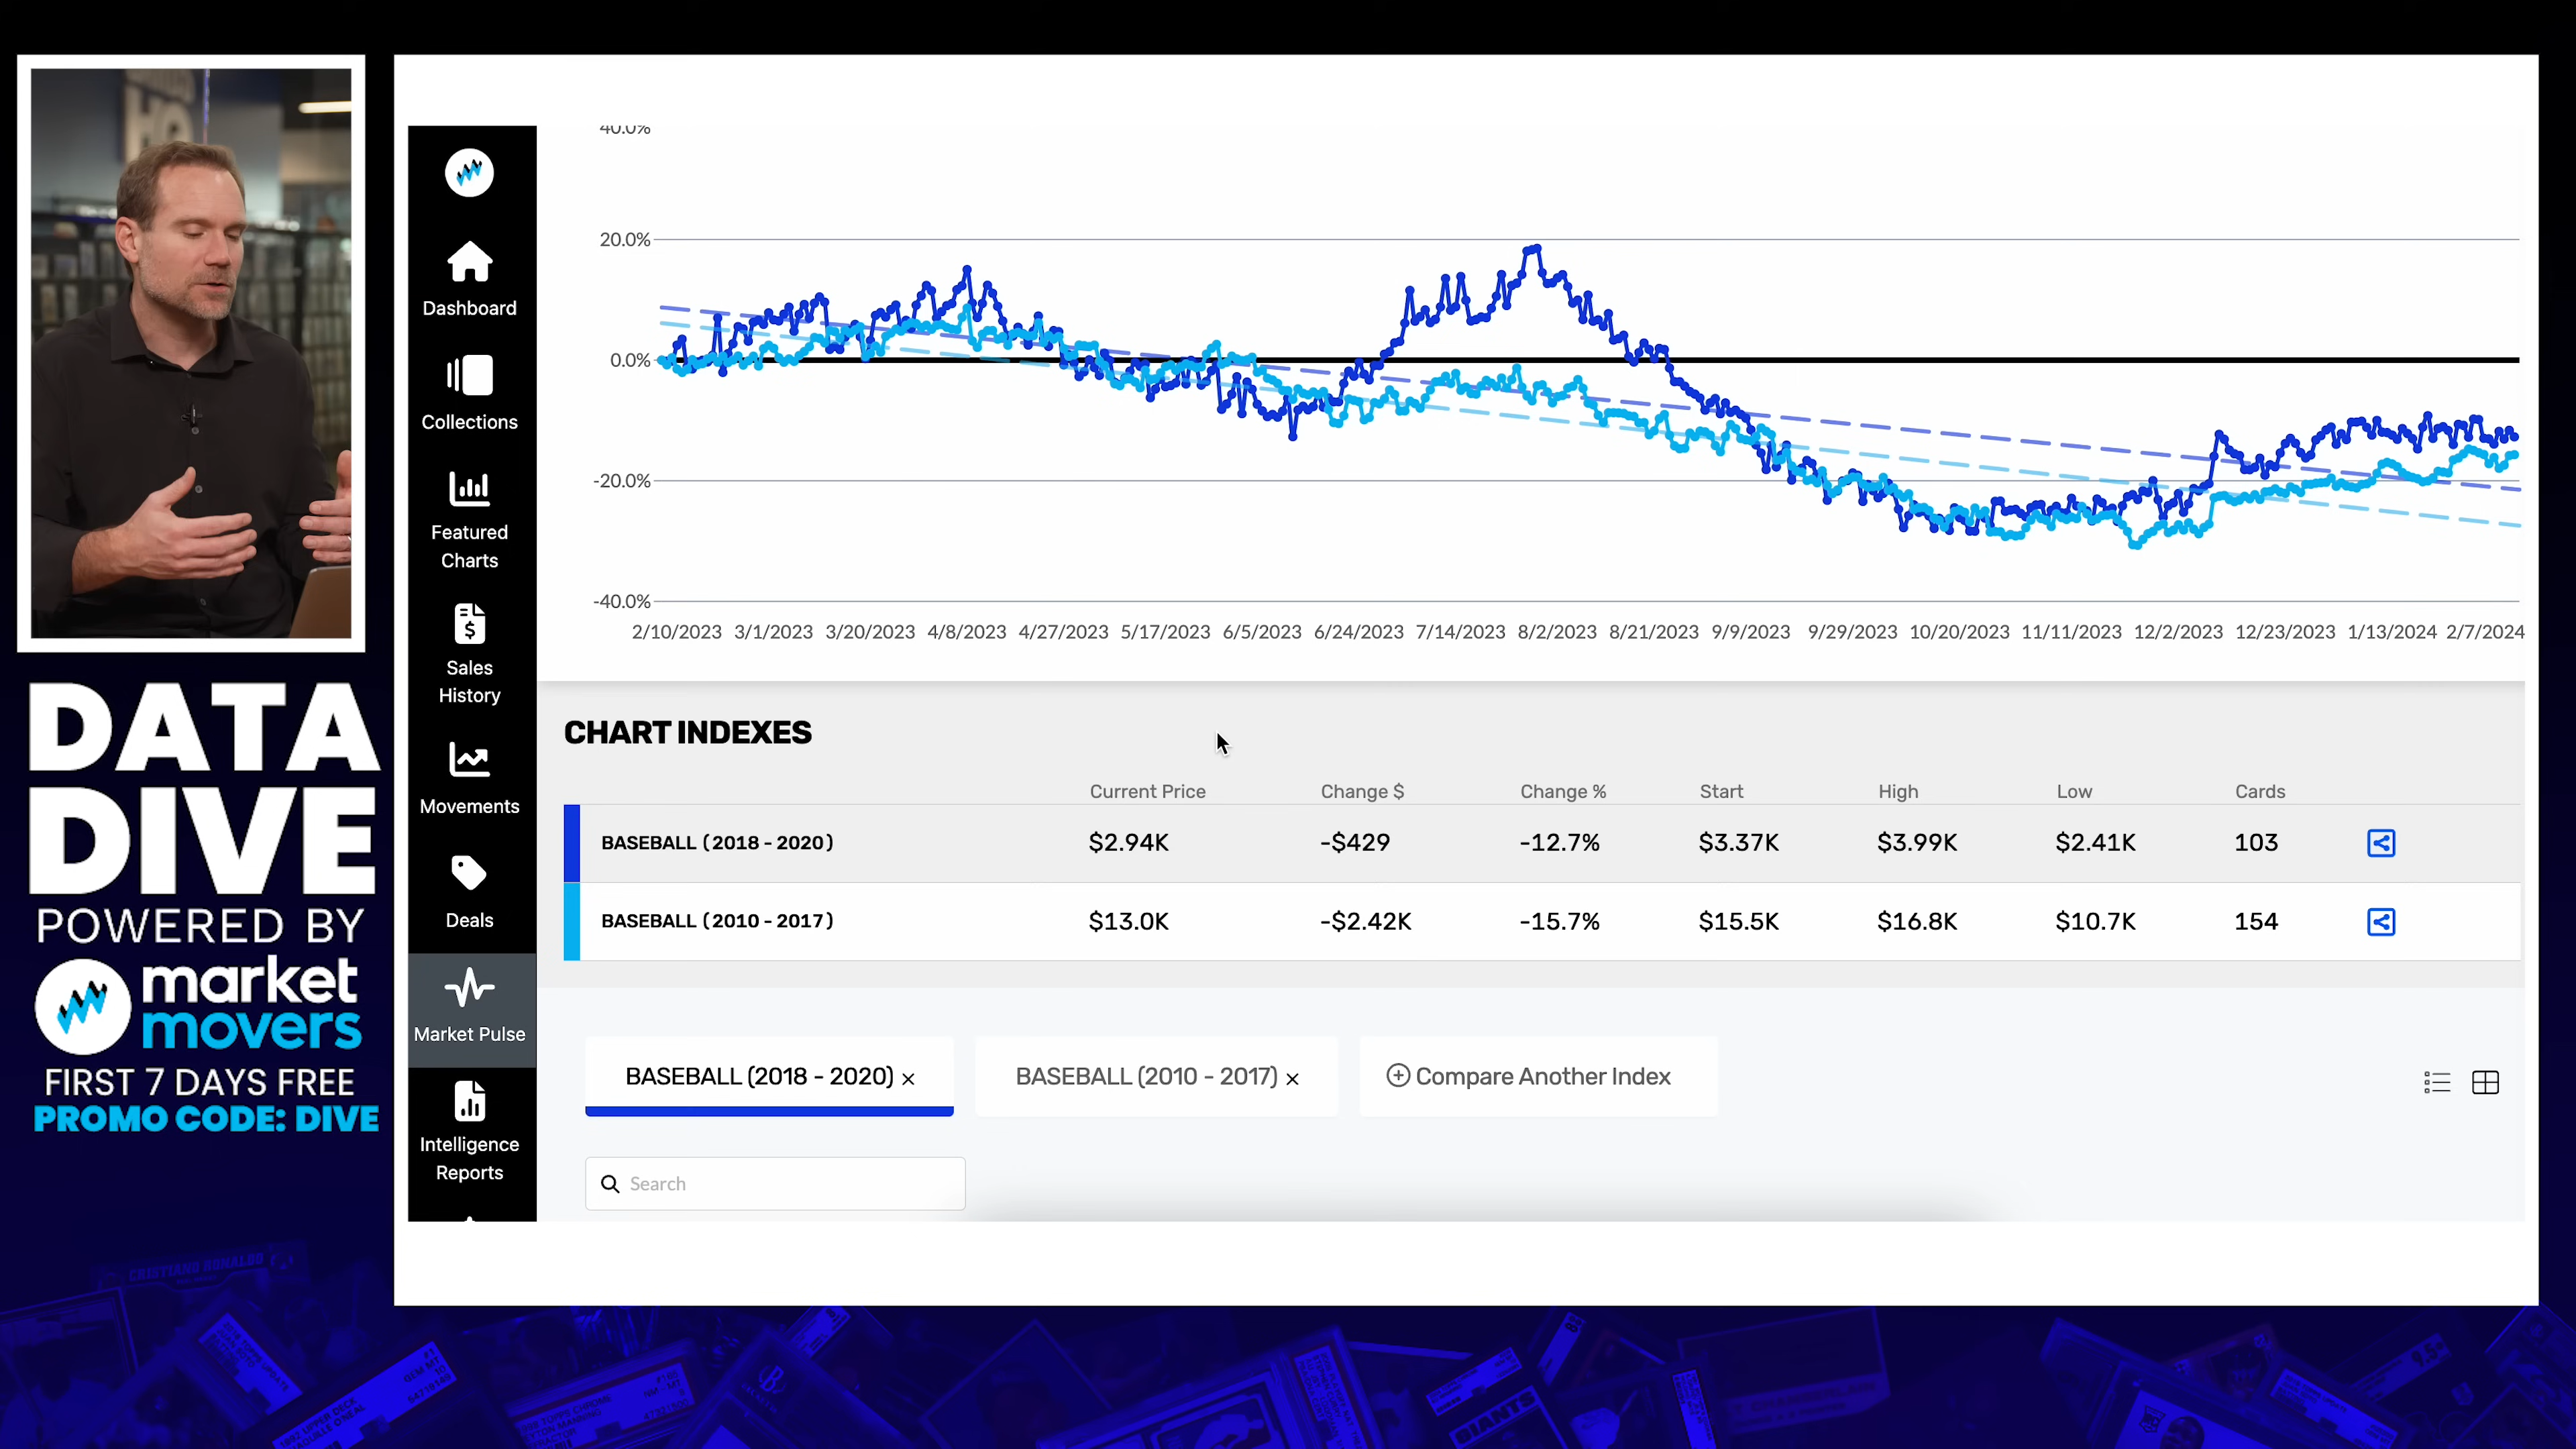 DATA
DIVE
POWERED BY
market
movers
FIRST 7 DAYS FREE
PROMO CODE: DIVE
Dashboard
Collections
Featured
Charts
Sales
History
Movements
Deals
Market Pulse
Intelligence
Reports
40.0%
20.0%
0.0%
-20.0%
-40.0%
2/10/2023 3/1/2023 3/20/2023 4/8/2023 4/27/2023 5/17/2023 6/5/2023 6/24/2023 7/14/2023 8/2/2023 8/21/2023 9/9/2023 9/29/2023 10/20/2023 11/11/2023 12/2/2023 12/23/2023 1/13/2024 2/7/2024
CHART INDEXES
Current Price Change $ Change % Start High Low Cards
BASEBALL (2018 - 2020) $2.94K -$429 -12.7% $3.37K $3.99K $2.41K 103
BASEBALL (2010 - 2017) $13.0K -$2.42K -15.7% $15.5K $16.8K $10.7K 154
BASEBALL (2018 - 2020) × BASEBALL (2010 - 2017) × Compare Another Index
Search
CRISTIANO RONALDO
GIANTS